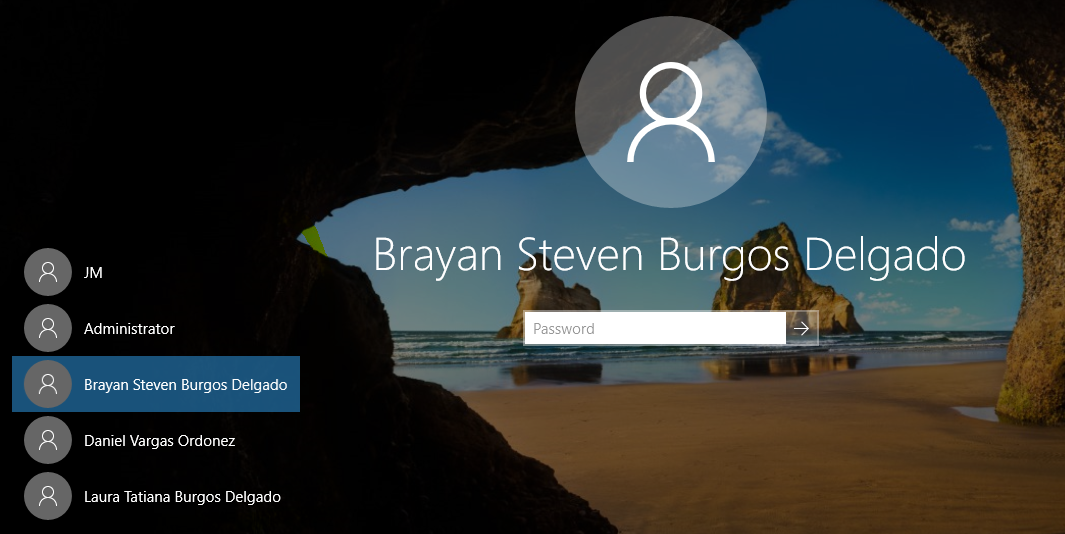 Brayan Steven Burgos Delgado
Password
JM
Administrator
Brayan Steven Burgos Delgado
Daniel Vargas Ordonez
Laura Tatiana Burgos Delgado